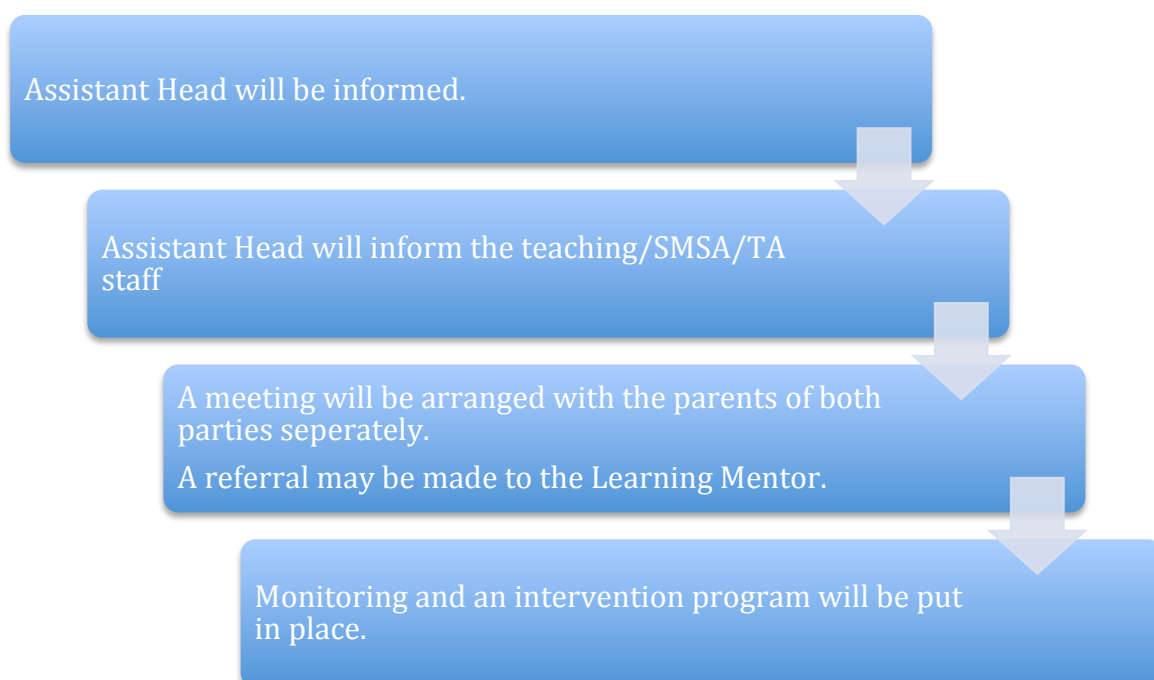 Assistant Head will be informed.
Assistant Head will inform the teaching/SMSA/TA
staff
A meeting will be arranged with the parents of both
parties seperately.
A referral may be made to the Learning Mentor.
Monitoring and an intervention program will be put
in place.